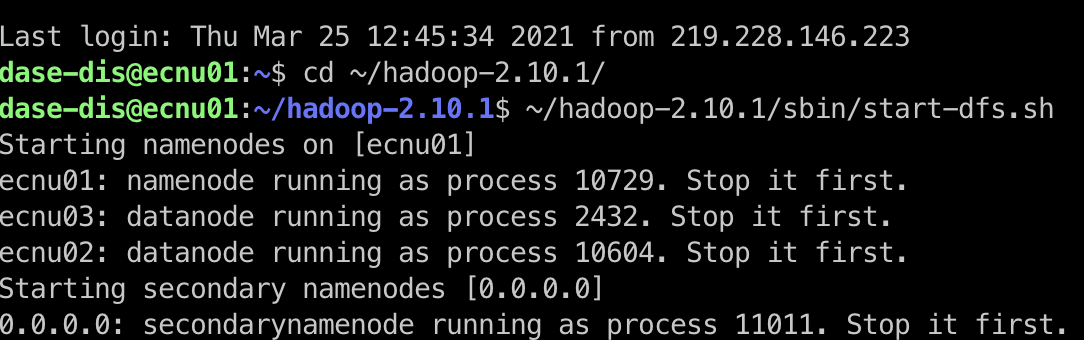 Last login: Thu Mar 25 12:45:34 2021 from 219.228.146.223
dase-dis@ecnu01:~$ cd ~/hadoop-2.10.1/
dase-dis@ecnu01:~/hadoop-2.10.1$ ~/hadoop-2.10.1/sbin/start-dfs.sh
Starting namenodes on [ecnu01]
ecnu01: namenode running as process 10729. Stop it first.
ecnu03: datanode running as process 2432. Stop it first.
ecnu02: datanode running as process 10604. Stop it first.
Starting secondary namenodes [0.0.0.0]
0.0.0.0: secondarynamenode running as process 11011. Stop it first.